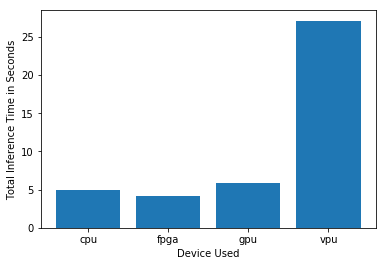 Total Inference Time in Seconds
25
20
15
10
5
0
cpu
fpga
gpu
vpu
Device Used